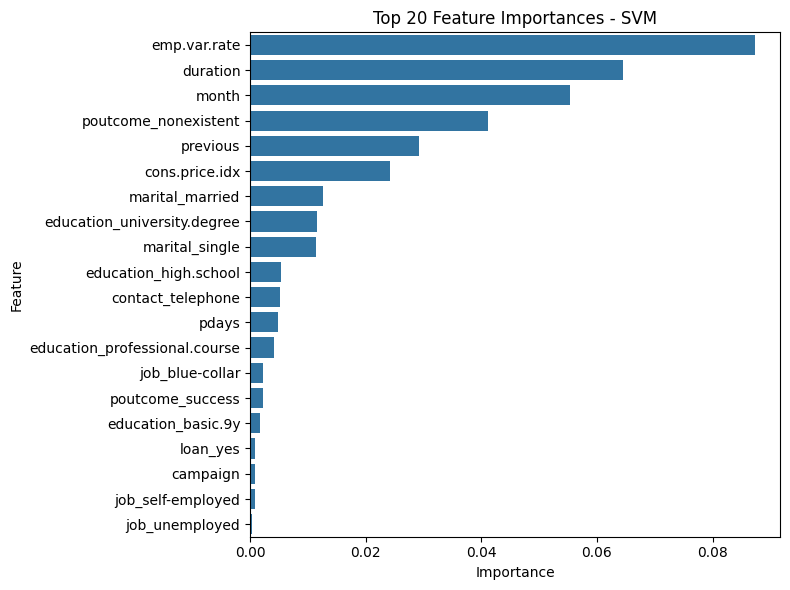 Top 20 Feature Importances - SVM
Feature
emp.var.rate
duration
month
poutcome_nonexistent
previous
cons.price.idx
marital_married
education_university.degree
marital_single
education_high.school
contact_telephone
pdays
education_professional.course
job_blue-collar
poutcome_success
education_basic.9y
loan_yes
campaign
job_self-employed
job_unemployed
0.00 0.02 0.04 0.06 0.08
Importance